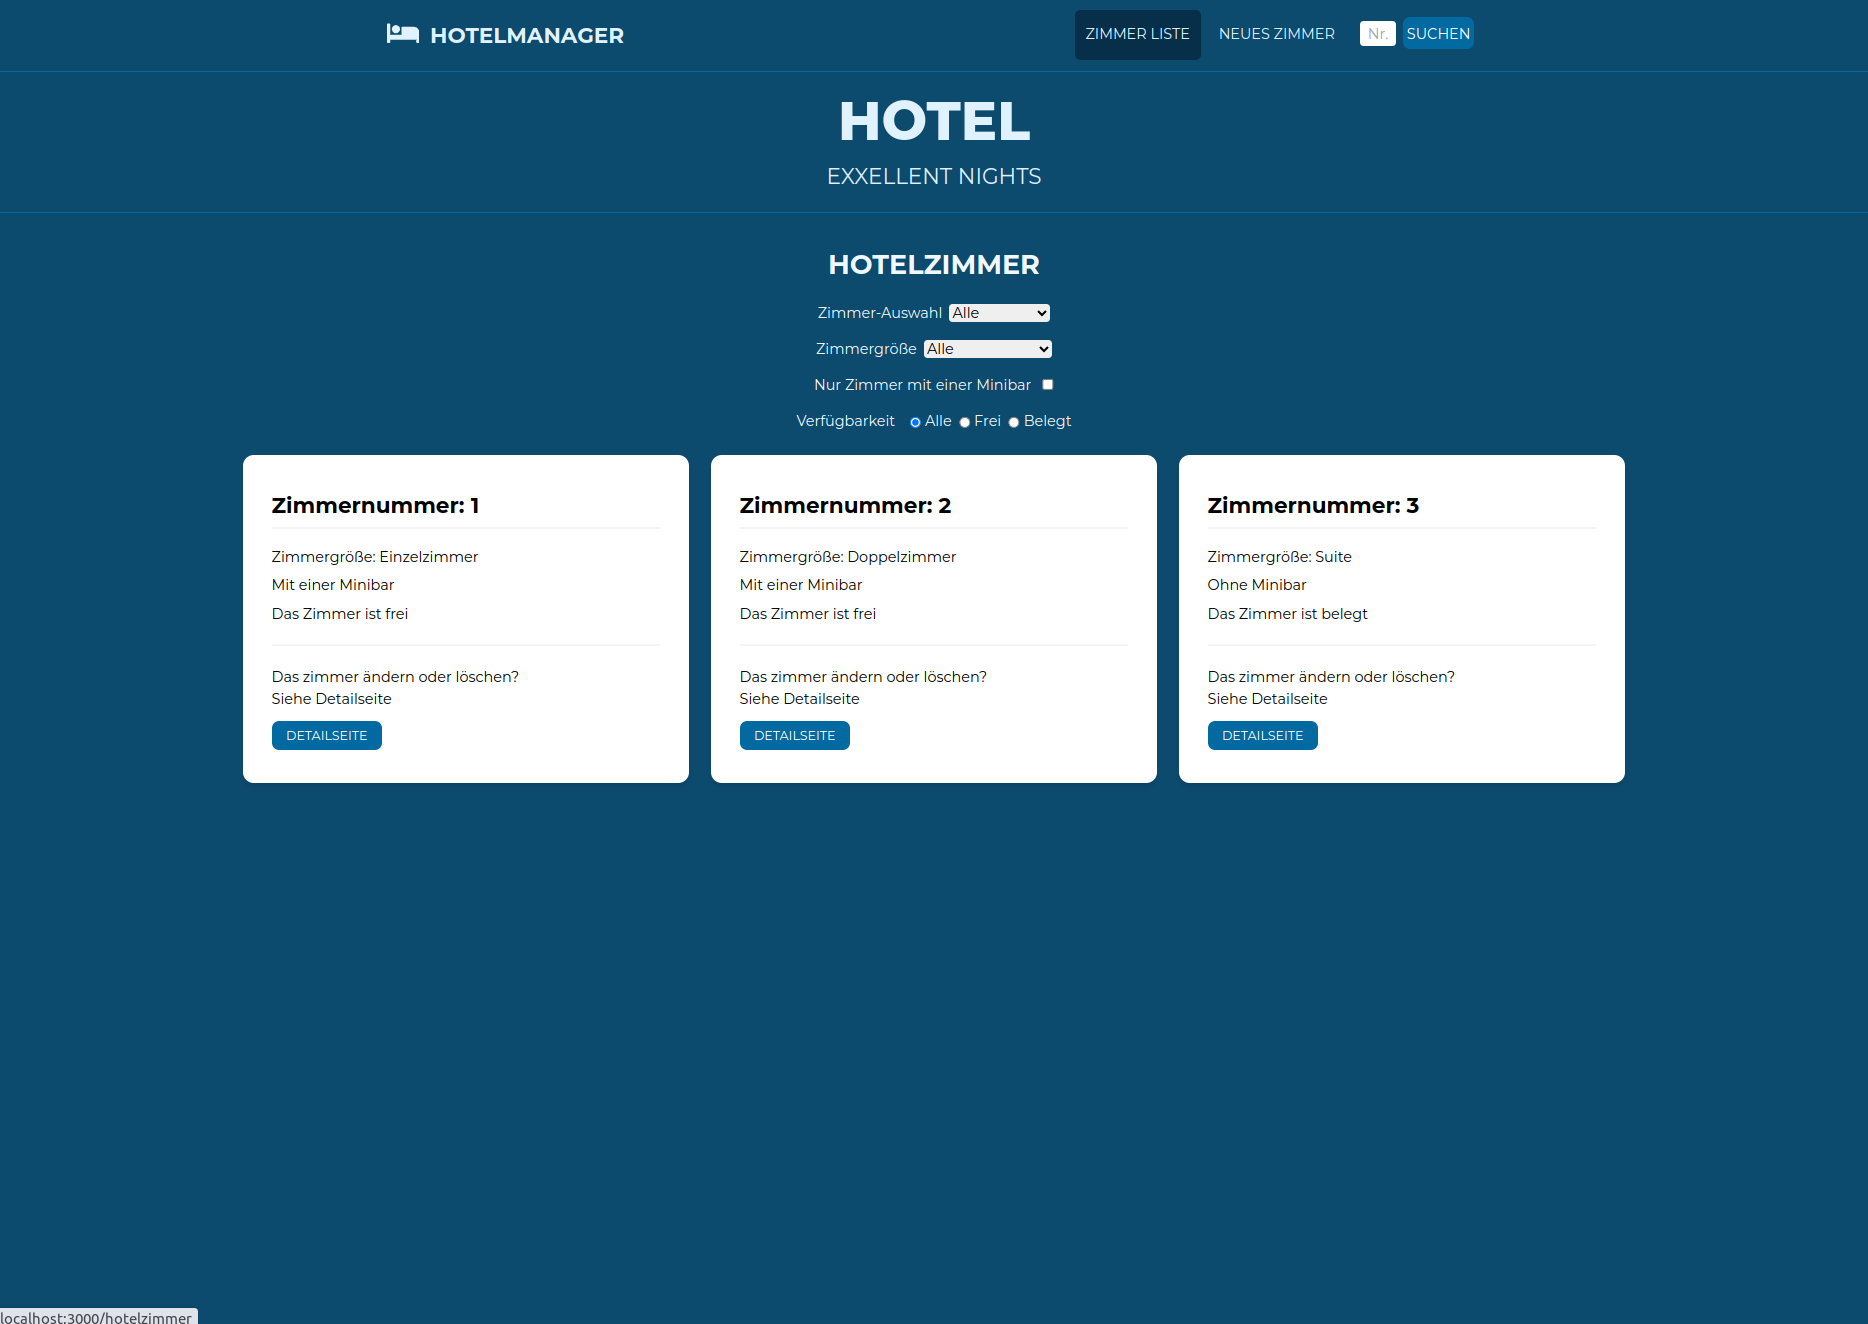 HOTELMANAGER
ZIMMER LISTE
NEUES ZIMMER
Nr.
SUCHEN
HOTEL
EXXELLENT NIGHTS
HOTELZIMMER
Zimmer-Auswahl Alle
Zimmergröße Alle
Nur Zimmer mit einer Minibar
Verfügbarkeit Alle Frei Belegt
Zimmernummer: 1
Zimmergröße: Einzelzimmer
Mit einer Minibar
Das Zimmer ist frei
Das zimmer ändern oder löschen?
Siehe Detailseite
DETAILSEITE
Zimmernummer: 2
Zimmergröße: Doppelzimmer
Mit einer Minibar
Das Zimmer ist frei
Das zimmer ändern oder löschen?
Siehe Detailseite
DETAILSEITE
Zimmernummer: 3
Zimmergröße: Suite
Ohne Minibar
Das Zimmer ist belegt
Das zimmer ändern oder löschen?
Siehe Detailseite
DETAILSEITE
localhost:3000/hotelzimmer